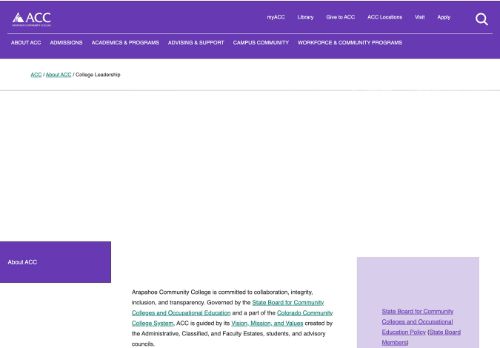 ACC
ARAPAHOE COMMUNITY COLLEGE
myACC Library Give to ACC ACC Locations Visit Apply
ABOUT ACC ADMISSIONS ACADEMICS & PROGRAMS ADVISING & SUPPORT CAMPUS COMMUNITY WORKFORCE & COMMUNITY PROGRAMS
ACC / About ACC / College Leadership
About ACC
Arapahoe Community College is committed to collaboration, integrity,
inclusion, and transparency. Governed by the State Board for Community
Colleges and Occupational Education and a part of the Colorado Community
College System, ACC is guided by its Vision, Mission, and Values created by
the Administrative, Classified, and Faculty Estates, students, and advisory
councils.
State Board for Community
Colleges and Occupational
Education Policy (State Board
Members)